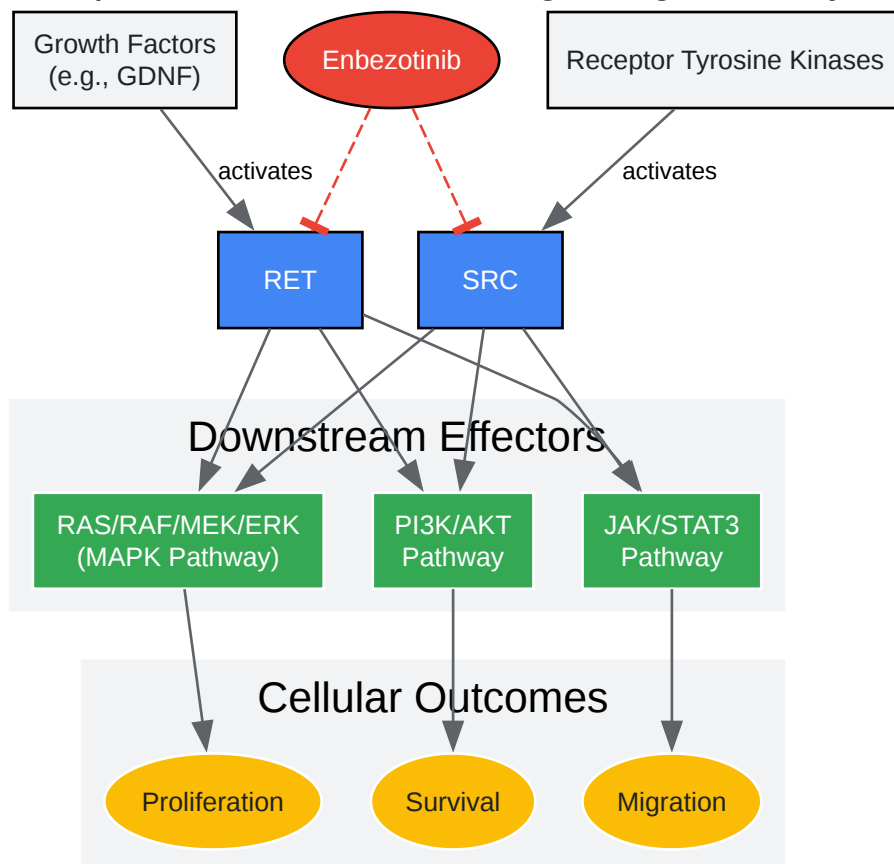 Growth Factors
(e.g., GDNF)
Enbezotinib
Receptor Tyrosine Kinases
activates
activates
RET
SRC
Downstream Effectors
RAS/RAF/MEK/ERK
(MAPK Pathway)
PI3K/AKT
Pathway
JAK/STAT3
Pathway
Cellular Outcomes
Proliferation
Survival
Migration